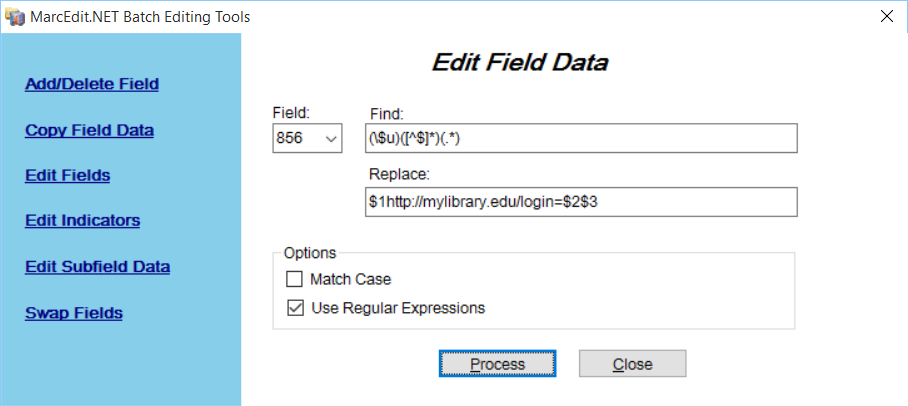 MarcEdit.NET Batch Editing Tools
Add/Delete Field
Copy Field Data
Edit Fields
Edit Indicators
Edit Subfield Data
Swap Fields
Edit Field Data
Field: Find:
856 (\$u)([^$]*)(.*)
Replace:
$1http://mylibrary.edu/login=$2$3
Options
Match Case
Use Regular Expressions
Process Close